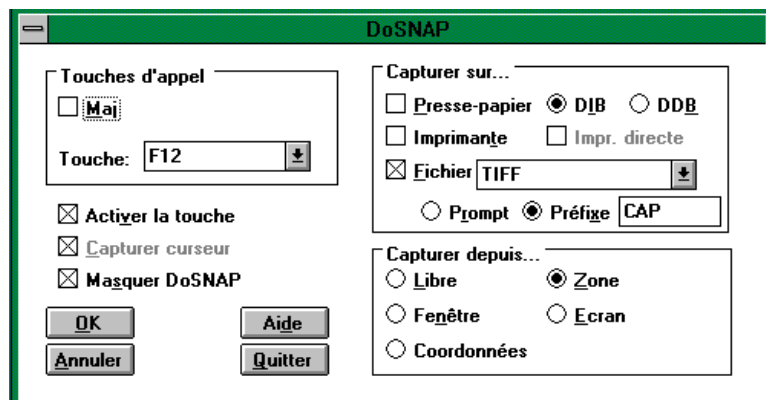 DoSNAP
Touches d'appel
Maj
Touche: F12
Activer la touche
Capturer curseur
Masquer DoSNAP
OK Aide
Annuler Quitter
Capturer sur...
Presse-papier DIB DDB
Imprimante Impr. directe
Fichier TIFF
Prompt Préfixe CAP
Capturer depuis...
Libre Zone
Fenêtre Ecran
Coordonnées